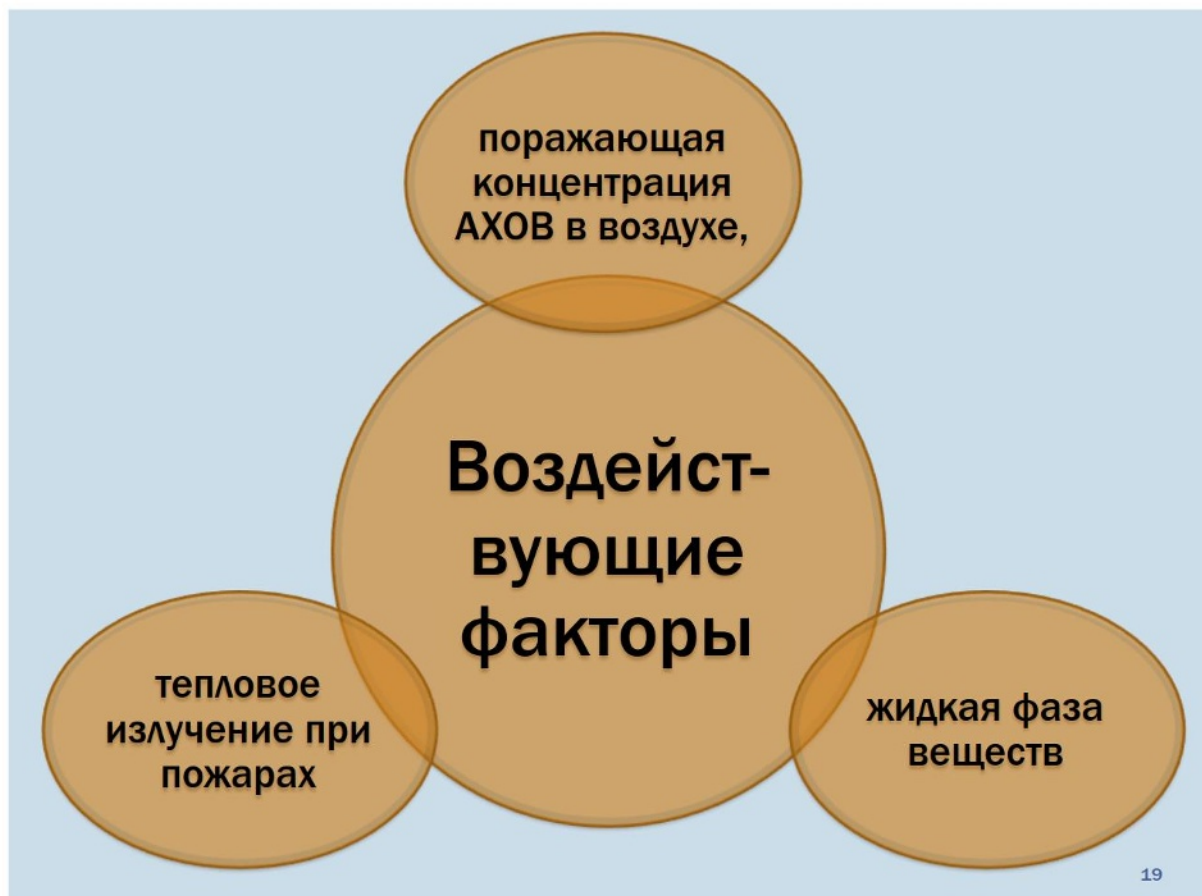 поражающая
концентрация
АХОВ в воздухе,
Воздейст-
вующие
факторы
тепловое
излучение при
пожарах
жидкая фаза
веществ
19